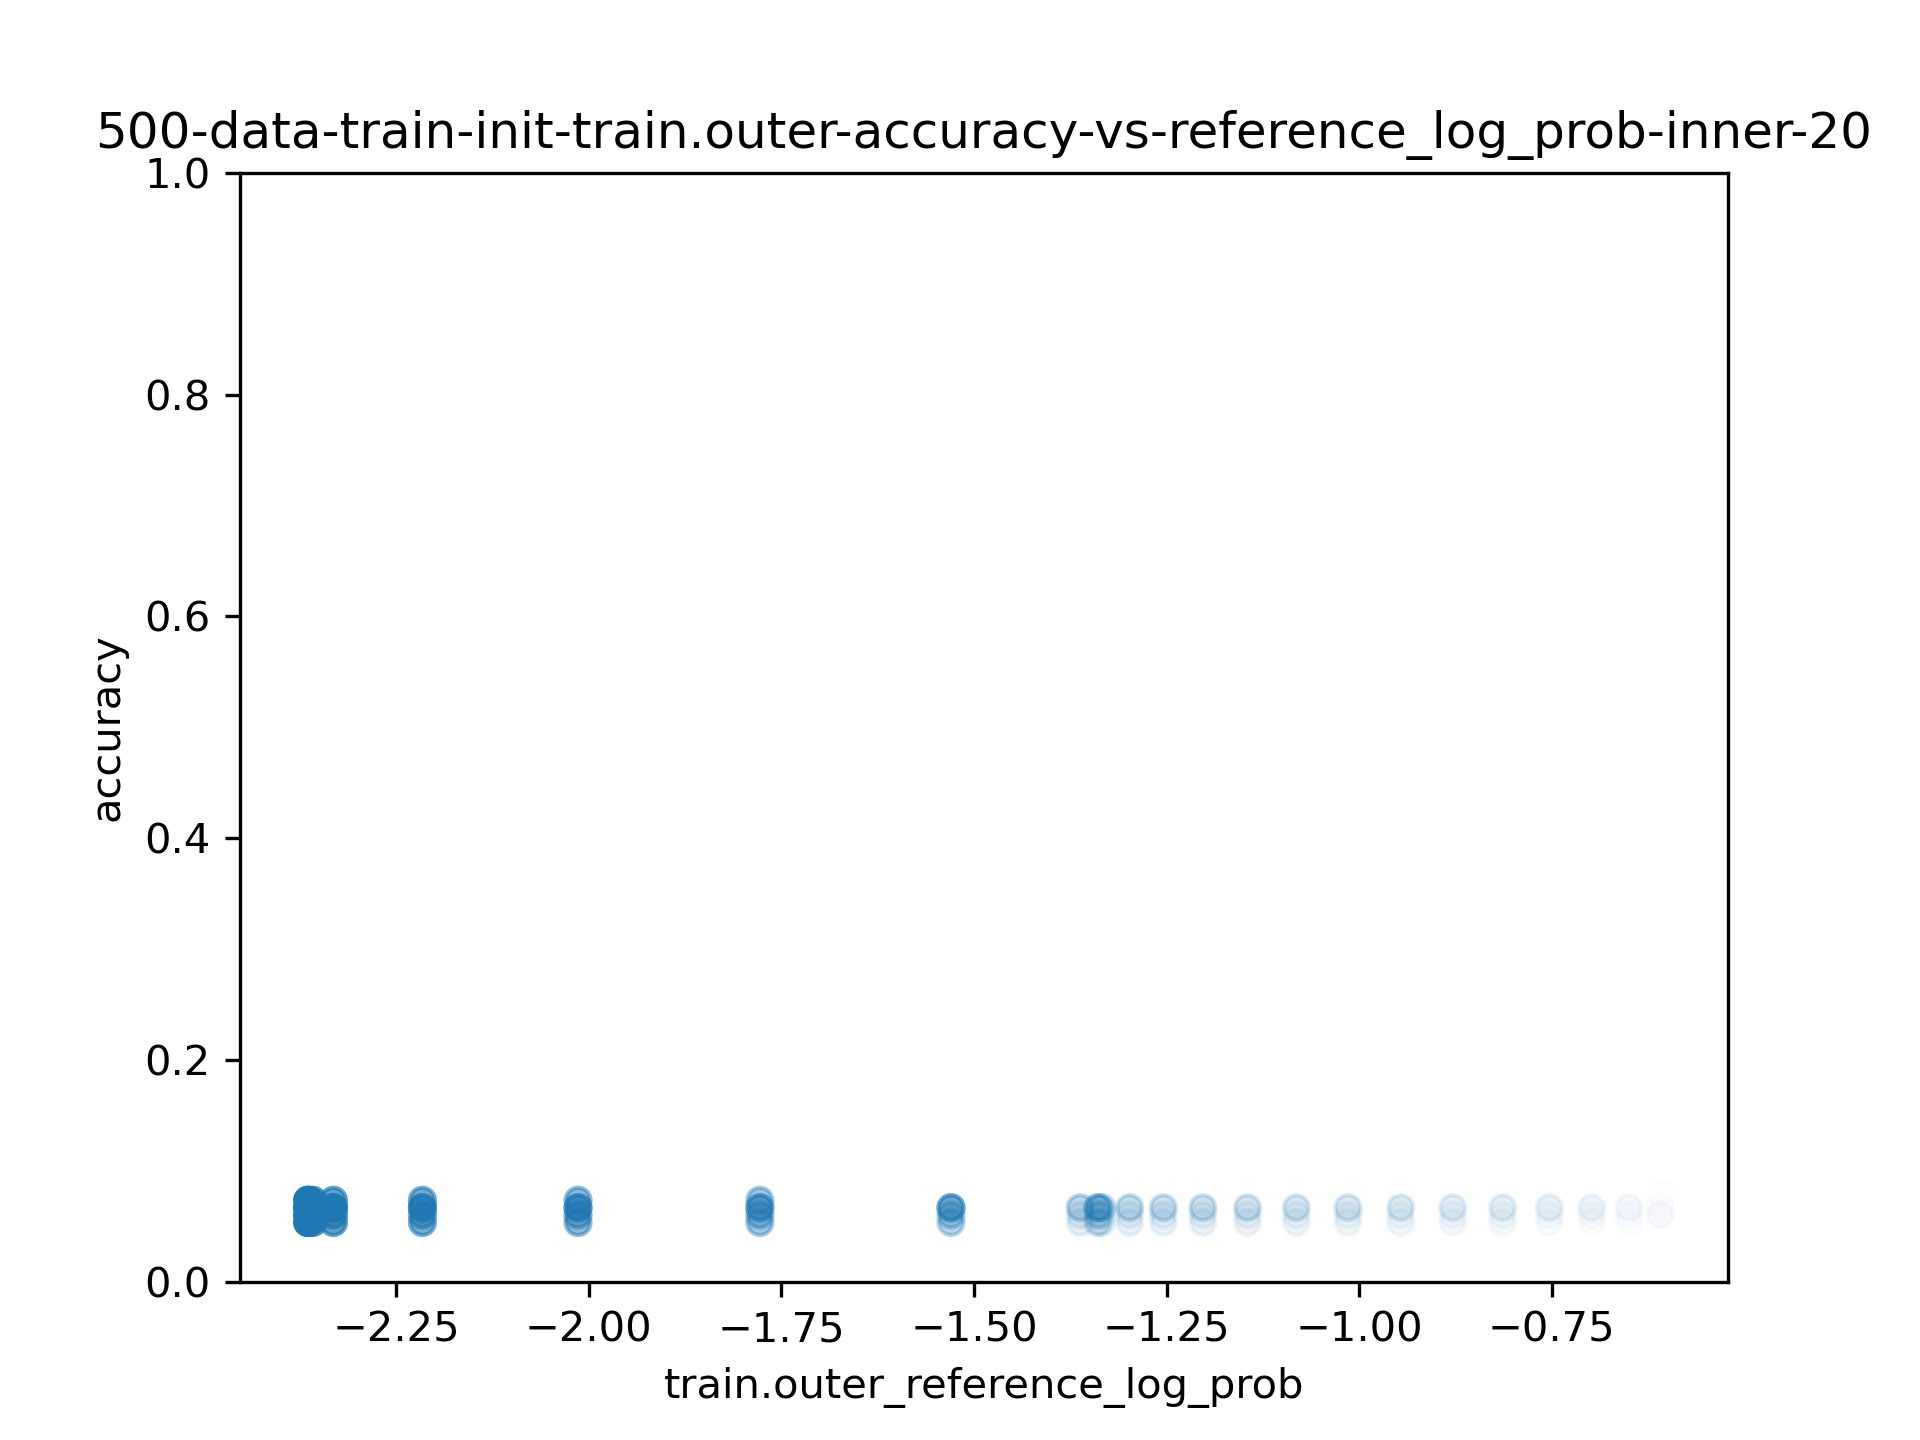 500-data-train-init-train.outer-accuracy-vs-reference_log_prob-inner-20
1.0
0.8
0.6
0.4
0.2
0.0
accuracy
−2.25 −2.00 −1.75 −1.50 −1.25 −1.00 −0.75
train.outer_reference_log_prob